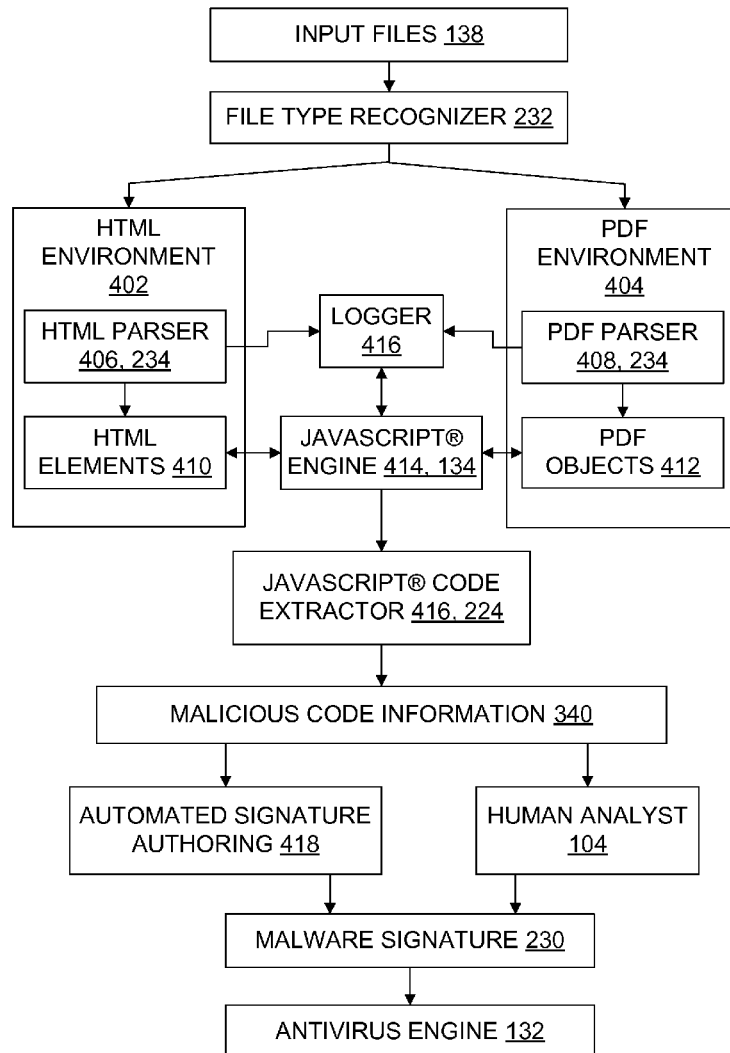 INPUT FILES 138
FILE TYPE RECOGNIZER 232
HTML
ENVIRONMENT
402
HTML PARSER
406, 234
HTML
ELEMENTS 410
LOGGER
416
JAVASCRIPT®
ENGINE 414, 134
PDF
ENVIRONMENT
404
PDF PARSER
408, 234
PDF
OBJECTS 412
JAVASCRIPT® CODE
EXTRACTOR 416, 224
MALICIOUS CODE INFORMATION 340
AUTOMATED SIGNATURE
AUTHORING 418
HUMAN ANALYST
104
MALWARE SIGNATURE 230
ANTIVIRUS ENGINE 132